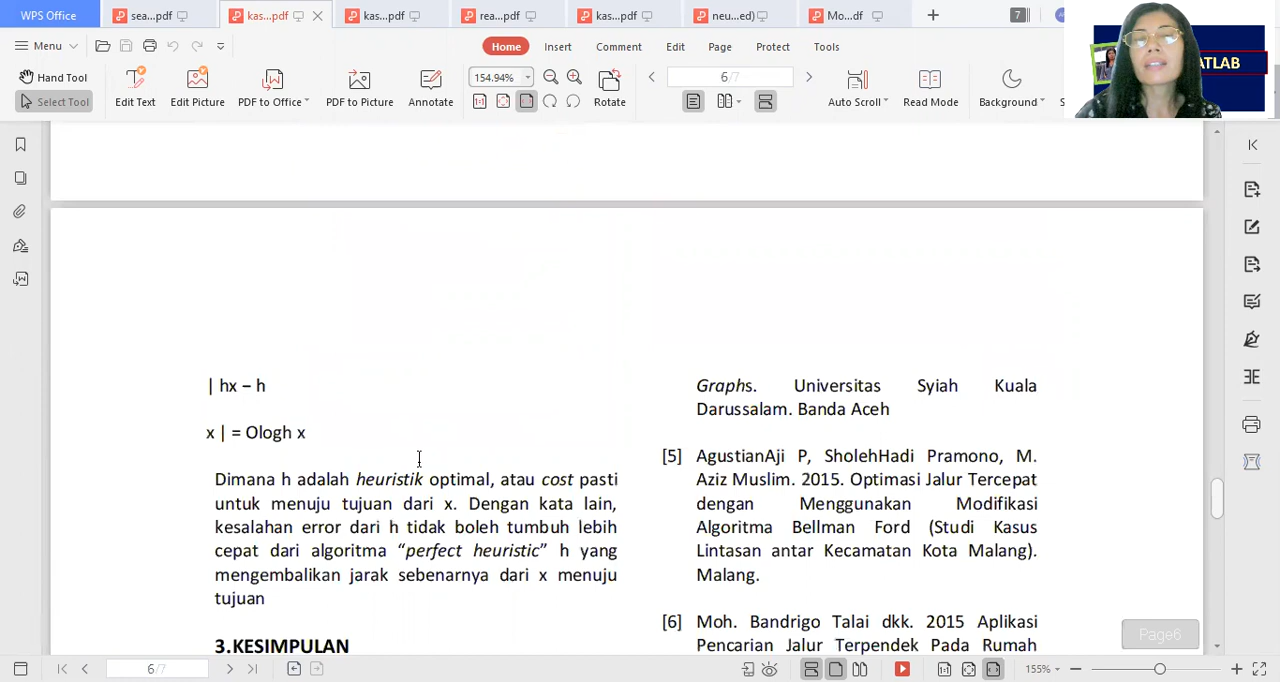 WPS Office
sea....pdf
kas...pdf
kas...pdf
rea...pdf
kas...pdf
neu...ed)
Mo...df
7
Menu
Home
Insert
Comment
Edit
Page
Protect
Tools
ATLAB
Hand Tool
Select Tool
Edit Text
Edit Picture
PDF to Office
PDF to Picture
Annotate
154.94%
Rotate
6/7
Auto Scroll
Read Mode
Background
| hx – h
x | = Ologh x
Dimana h adalah heuristik optimal, atau cost pasti
untuk menuju tujuan dari x. Dengan kata lain,
kesalahan error dari h tidak boleh tumbuh lebih
cepat dari algoritma “perfect heuristic” h yang
mengembalikan jarak sebenarnya dari x menuju
tujuan
3.KESIMPULAN
Graphs. Universitas Syiah Kuala
Darussalam. Banda Aceh
[5] AgustianAji P, SholehHadi Pramono, M.
Aziz Muslim. 2015. Optimasi Jalur Tercepat
dengan Menggunakan Modifikasi
Algoritma Bellman Ford (Studi Kasus
Lintasan antar Kecamatan Kota Malang).
Malang.
[6] Moh. Bandrigo Talai dkk. 2015 Aplikasi
Pencarian Jalur Terpendek Pada Rumah
Page6
6/7
155%